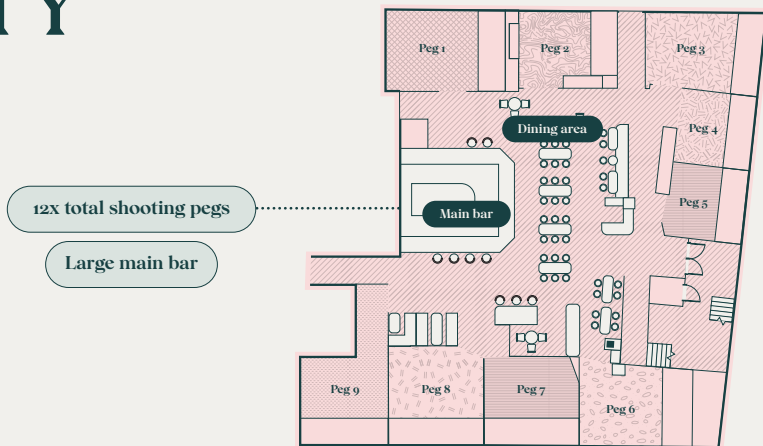 TY
Peg 1
Peg 2
Peg 3
Dining area
Peg 4
12x total shooting pegs
Main bar
Peg 5
Large main bar
Peg 9
Peg 8
Peg 7
Peg 6